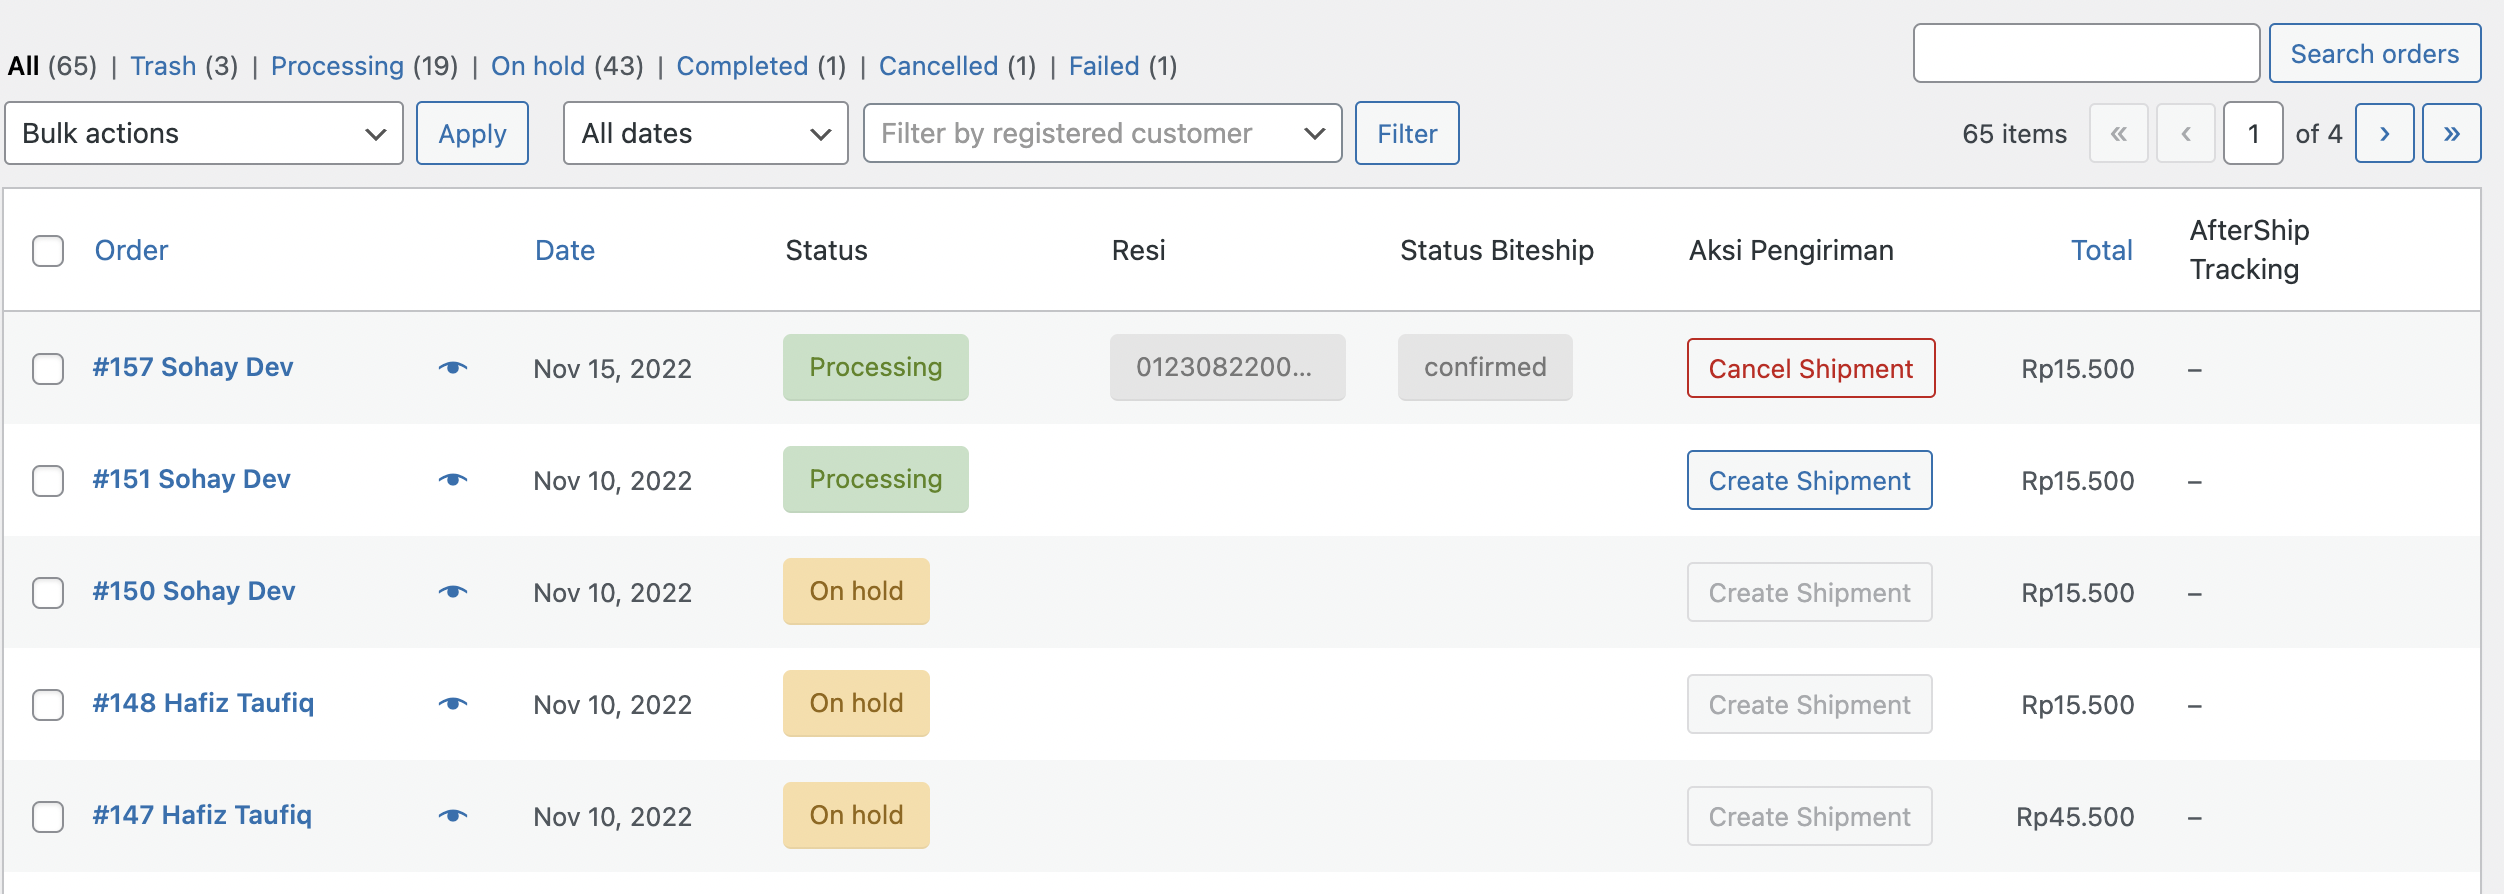 All (65) | Trash (3) | Processing (19) | On hold (43) | Completed (1) | Cancelled (1) | Failed (1)
Search orders
Bulk actions Apply All dates Filter by registered customer Filter 65 items « ‹ 1 of 4 › »
Order Date Status Resi Status Biteship Aksi Pengiriman Total AfterShip
Tracking
#157 Sohay Dev Nov 15, 2022 Processing 0123082200... confirmed Cancel Shipment Rp15.500 –
#151 Sohay Dev Nov 10, 2022 Processing Create Shipment Rp15.500 –
#150 Sohay Dev Nov 10, 2022 On hold Create Shipment Rp15.500 –
#148 Hafiz Taufiq Nov 10, 2022 On hold Create Shipment Rp15.500 –
#147 Hafiz Taufiq Nov 10, 2022 On hold Create Shipment Rp45.500 –